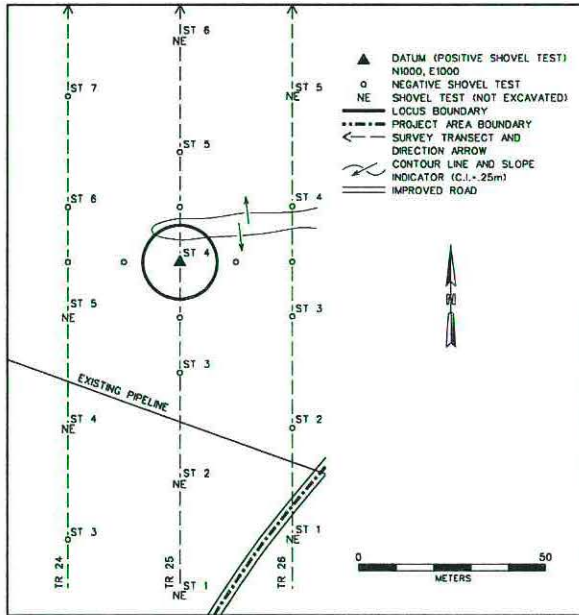 ST 6
NE
ST 7
ST 5
NE
ST 5
ST 6
ST 4
ST 4
ST 5
NE
ST 3
ST 3
EXISTING PIPELINE
ST 4
NE
ST 2
ST 2
NE
ST 3
ST 1
NE
ST 1
NE
TR 24
TR 25
TR 26
DATUM (POSITIVE SHOVEL TEST)
N1000, E1000
NEGATIVE SHOVEL TEST
NE SHOVEL TEST (NOT EXCAVATED)
LOCUS BOUNDARY
PROJECT AREA BOUNDARY
SURVEY TRANSECT AND
DIRECTION ARROW
CONTOUR LINE AND SLOPE
INDICATOR (C.I.=.25m)
IMPROVED ROAD
N
0 50
METERS